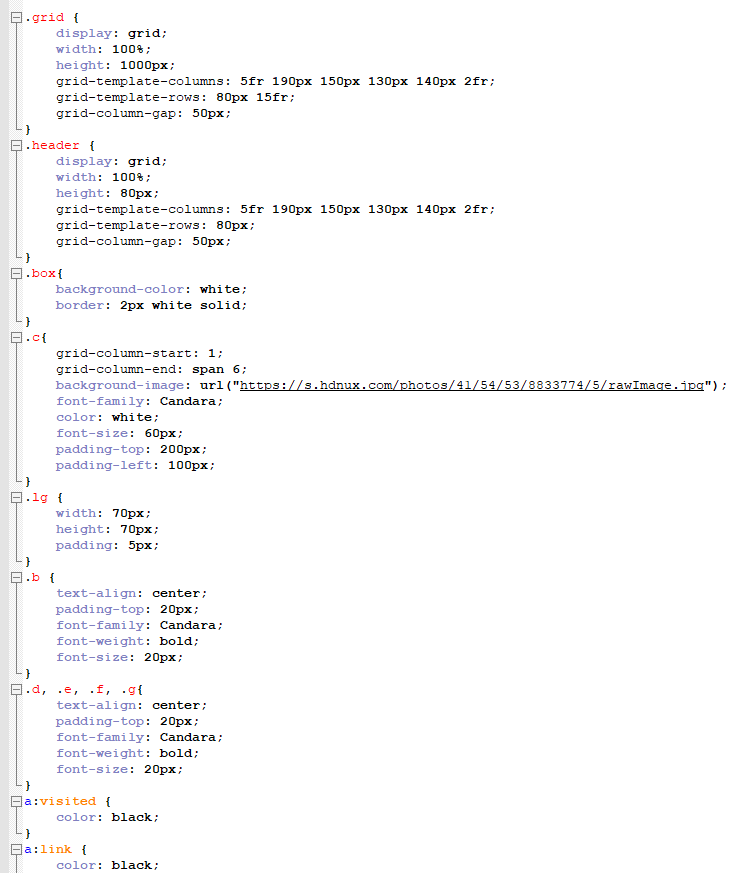 .grid {
display: grid;
width: 100%;
height: 1000px;
grid-template-columns: 5fr 190px 150px 130px 140px 2fr;
grid-template-rows: 80px 15fr;
grid-column-gap: 50px;
}
.header {
display: grid;
width: 100%;
height: 80px;
grid-template-columns: 5fr 190px 150px 130px 140px 2fr;
grid-template-rows: 80px;
grid-column-gap: 50px;
}
.box{
background-color: white;
border: 2px white solid;
}
.c{
grid-column-start: 1;
grid-column-end: span 6;
background-image: url("https://s.hdnux.com/photos/41/54/53/8833774/5/rawImage.jpg");
font-family: Candara;
color: white;
font-size: 60px;
padding-top: 200px;
padding-left: 100px;
}
.lg {
width: 70px;
height: 70px;
padding: 5px;
}
.b {
text-align: center;
padding-top: 20px;
font-family: Candara;
font-weight: bold;
font-size: 20px;
}
.d, .e, .f, .g{
text-align: center;
padding-top: 20px;
font-family: Candara;
font-weight: bold;
font-size: 20px;
}
a:visited {
color: black;
}
a:link {
color: black;